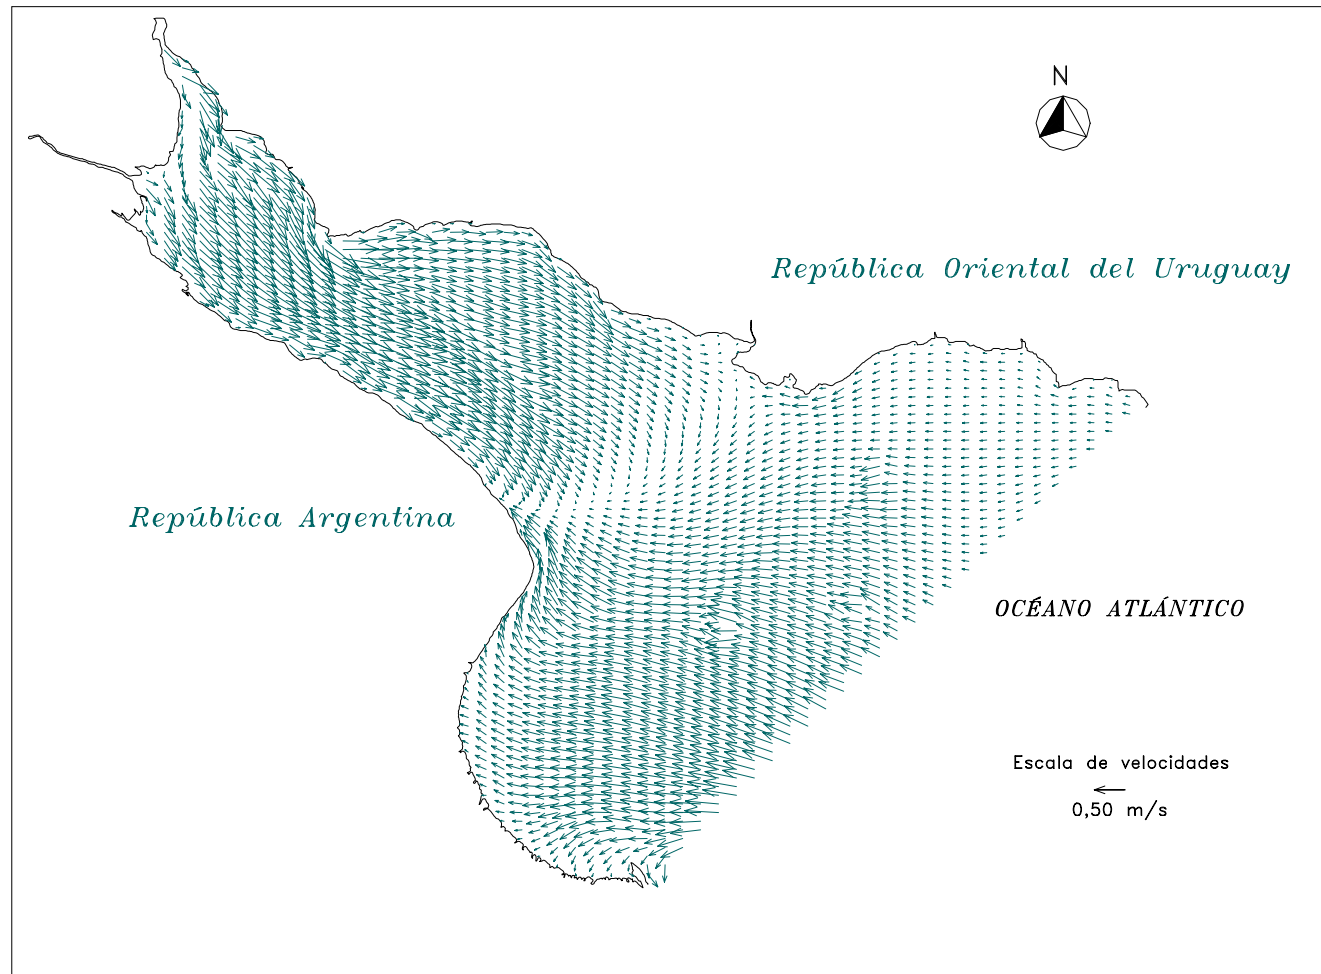 N
República Oriental del Uruguay
República Argentina
OCÉANO ATLÁNTICO
Escala de velocidades
0,50 m/s